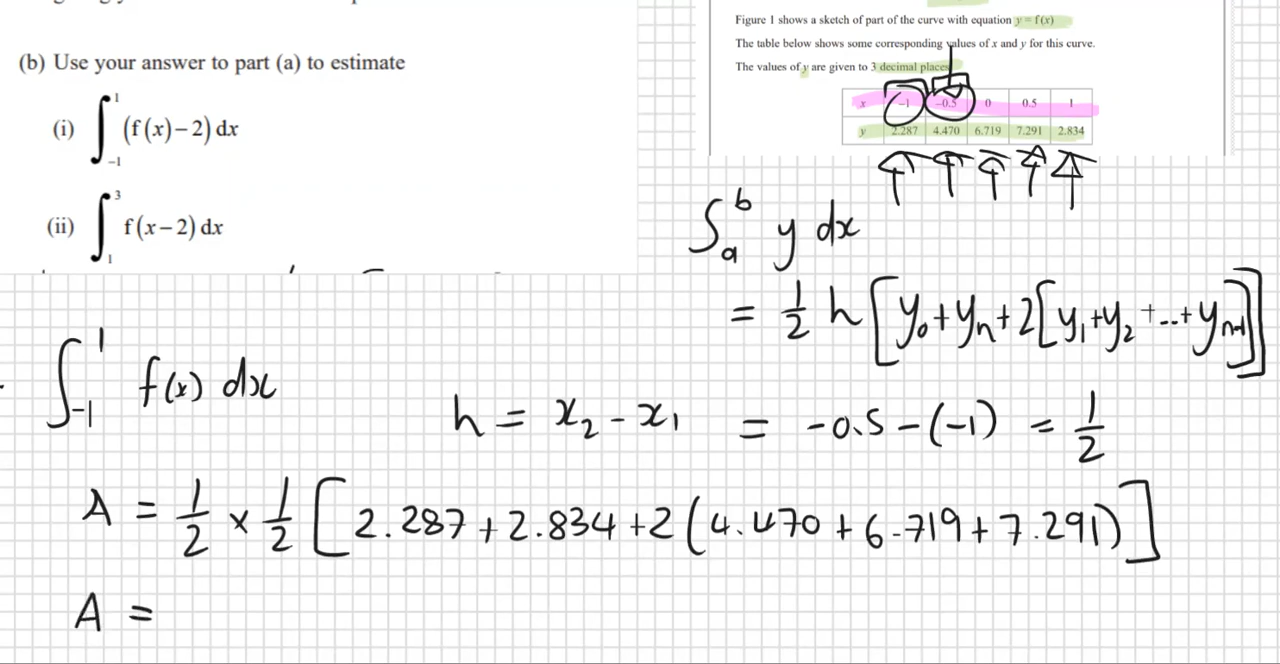 (b) Use your answer to part (a) to estimate
(i) ∫_{-1}^{1} (f(x)−2) dx
(ii) ∫_{1}^{3} f(x−2) dx
Figure 1 shows a sketch of part of the curve with equation y = f(x)
The table below shows some corresponding values of x and y for this curve.
The values of y are given to 3 decimal places
x −1 −0.5 0 0.5 1
y 2.287 4.470 6.719 7.291 2.834
∫_a^b y dx
= 1/2 h [y₀+yₙ+2[y₁+y₂+...+yₙ₋₁]]
∫_{-1}^{1} f(x) dx
h = x₂ − x₁ = -0.5 − (−1) = 1/2
A = 1/2 × 1/2 [2.287+2.834+2(4.470+6.719+7.291)]
A =